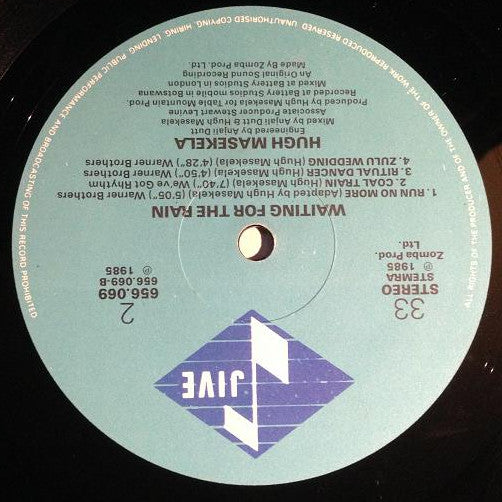 JIVE
33
STEREO
STEMRA
℗ 1985
Zomba Prod.
Ltd.
2
656.069
656.069-B
℗ 1985
WAITING FOR THE RAIN
1. RUN NO MORE (Adapted by Hugh Masekela) (5'05") Warner Brothers
2. COAL TRAIN (Hugh Masekela) (7'40") We've Got Rhythm
3. RITUAL DANCER (Hugh Masekela) (4'50") Warner Brothers
4. ZULU WEDDING (Hugh Masekela) (4'28") Warner Brothers
HUGH MASEKELA
Engineered by Anjali Dutt
Mixed by Anjali Dutt & Hugh Masekela
Associate Producer Stewart Levine
Produced by Hugh Masekela for Table Mountain Prod.
Recorded at Battery Studios mobile in Botswana
Mixed at Battery Studios in London
An Original Sound Recording
Made By Zomba Prod. Ltd.
ALL RIGHTS OF THE PRODUCER AND OF THE OWNER OF THE WORK REPRODUCED RESERVED UNAUTHORISED COPYING, HIRING, LENDING PUBLIC PERFORMANCE AND BROADCASTING OF THIS RECORD PROHIBITED